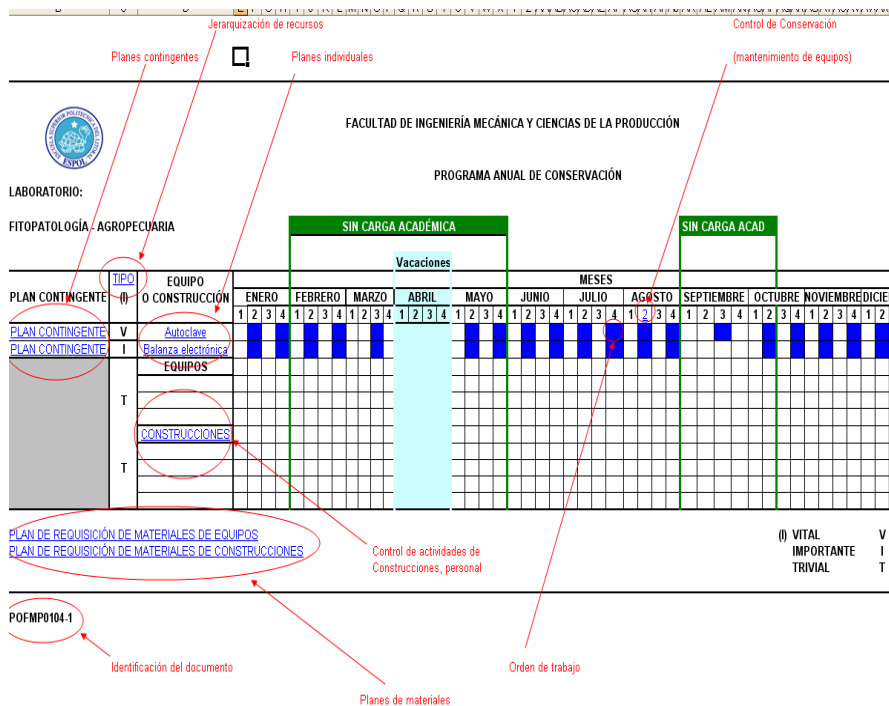 Jerarquización de recursos
Control de Conservación
Planes contingentes
Planes individuales
(mantenimiento de equipos)
ESCUELA SUPERIOR POLITECNICA DEL LITORAL
ESPOL
FACULTAD DE INGENIERÍA MECÁNICA Y CIENCIAS DE LA PRODUCCIÓN
PROGRAMA ANUAL DE CONSERVACIÓN
LABORATORIO:
FITOPATOLOGÍA - AGROPECUARIA
SIN CARGA ACADÉMICA
SIN CARGA ACAD
Vacaciones
PLAN CONTINGENTE TIPO (I) EQUIPO O CONSTRUCCIÓN MESES
ENERO FEBRERO MARZO ABRIL MAYO JUNIO JULIO AGOSTO SEPTIEMBRE OCTUBRE NOVIEMBRE DICIE
1 2 3 4 1 2 3 4 1 2 3 4 1 2 3 4 1 2 3 4 1 2 3 4 1 2 3 4 1 2 3 4 1 2 3 4 1 2 3 4 1 2 3 4 1 2
PLAN CONTINGENTE V Autoclave
PLAN CONTINGENTE I Balanza electrónica
EQUIPOS
T
CONSTRUCCIONES
T
PLAN DE REQUISICIÓN DE MATERIALES DE EQUIPOS
PLAN DE REQUISICIÓN DE MATERIALES DE CONSTRUCCIONES
(I) VITAL V
IMPORTANTE I
TRIVIAL T
Control de actividades de
Construcciones, personal
POFMP0104-1
Identificación del documento
Orden de trabajo
Planes de materiales